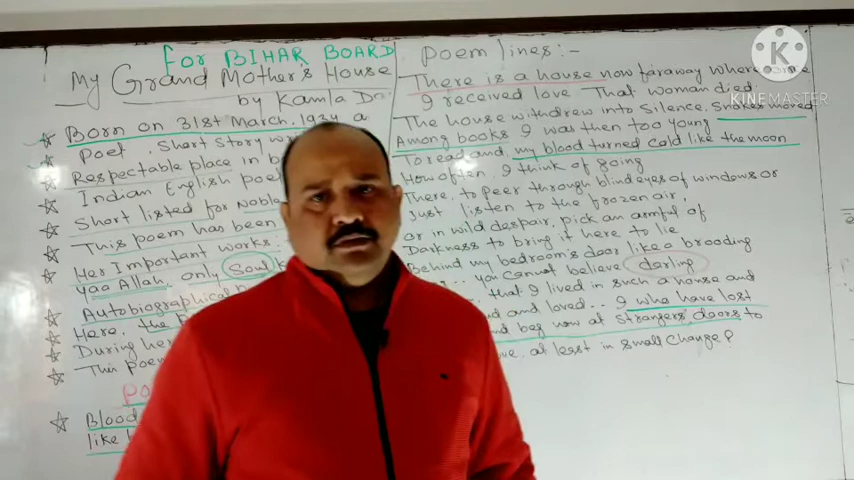 For BIHAR BOARD
My Grand Mother's House
by Kamla Da
Born on 31st March, 1934 a
Poet, Short story wr
Respectable place in
Indian English poe
Short listed for Noble
This poem has been
Her Important works:
Yaa Allah, only Soul
Autobiographical
Here, the
During her
This Poem
Blood
like
Poem lines:-
There is a house now faraway where once
I received love That woman died
The house withdrew into silence, snakes moved
Among books I was then too young
To read and, my blood turned cold like the moon
How often, I think of going
There, to peer through blind eyes of windows or
Just listen to the frozen air,
or in wild despair, pick an armful of
Darkness to bring it here to lie
Behind my bedroom's door like a brooding
... you cannot believe darling
.. that I lived in such a house and
and loved.. I who have lost
and beg now at strangers' doors to
at least in small change?
MADE WITH
KINEMASTER